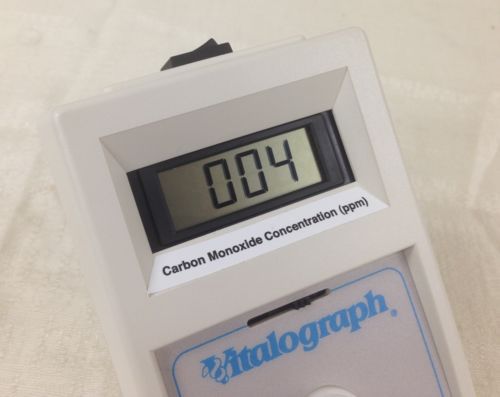 004
Carbon Monoxide Concentration (ppm)
Vitalograph®